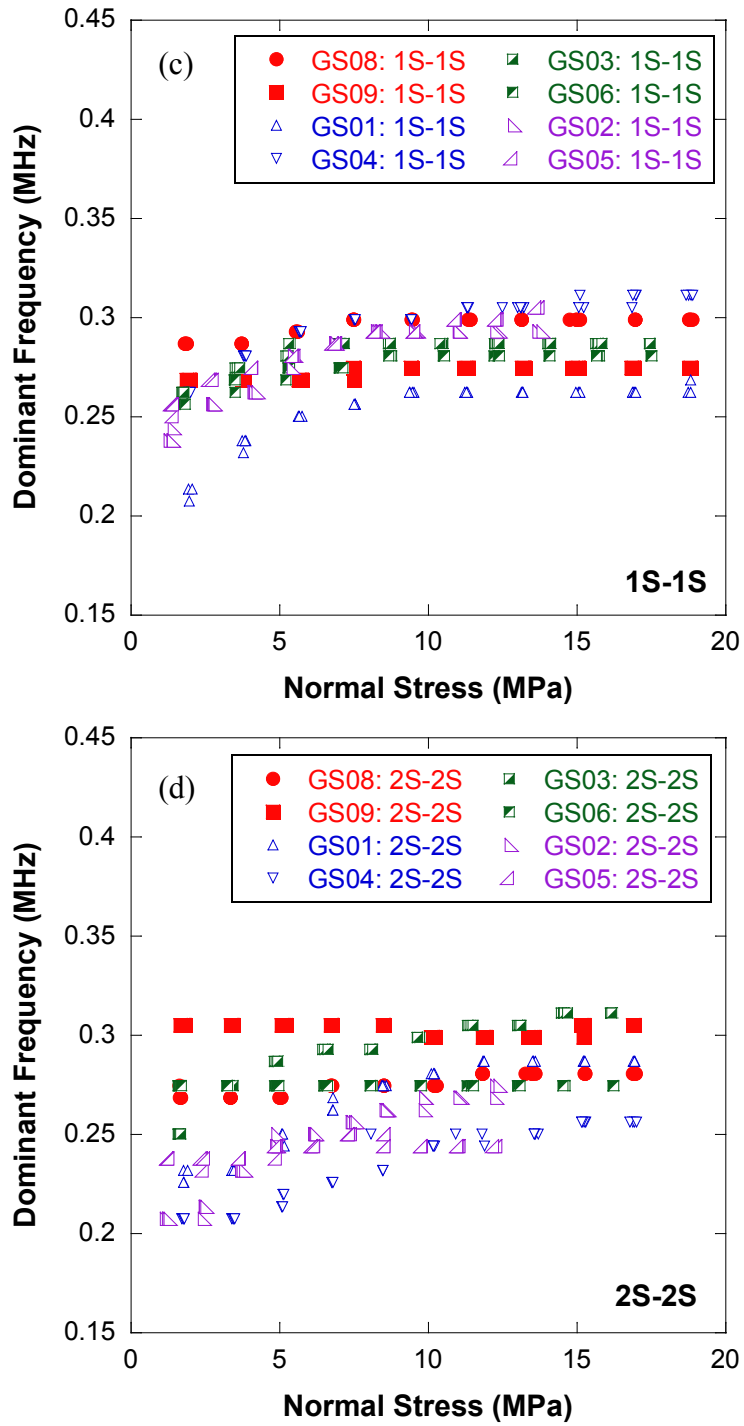 (c)
GS08: 1S-1S GS03: 1S-1S
GS09: 1S-1S GS06: 1S-1S
GS01: 1S-1S GS02: 1S-1S
GS04: 1S-1S GS05: 1S-1S
0.45
0.4
0.35
0.3
0.25
0.2
0.15
Dominant Frequency (MHz)
1S-1S
0 5 10 15 20
Normal Stress (MPa)
(d)
GS08: 2S-2S GS03: 2S-2S
GS09: 2S-2S GS06: 2S-2S
GS01: 2S-2S GS02: 2S-2S
GS04: 2S-2S GS05: 2S-2S
0.45
0.4
0.35
0.3
0.25
0.2
0.15
Dominant Frequency (MHz)
2S-2S
0 5 10 15 20
Normal Stress (MPa)